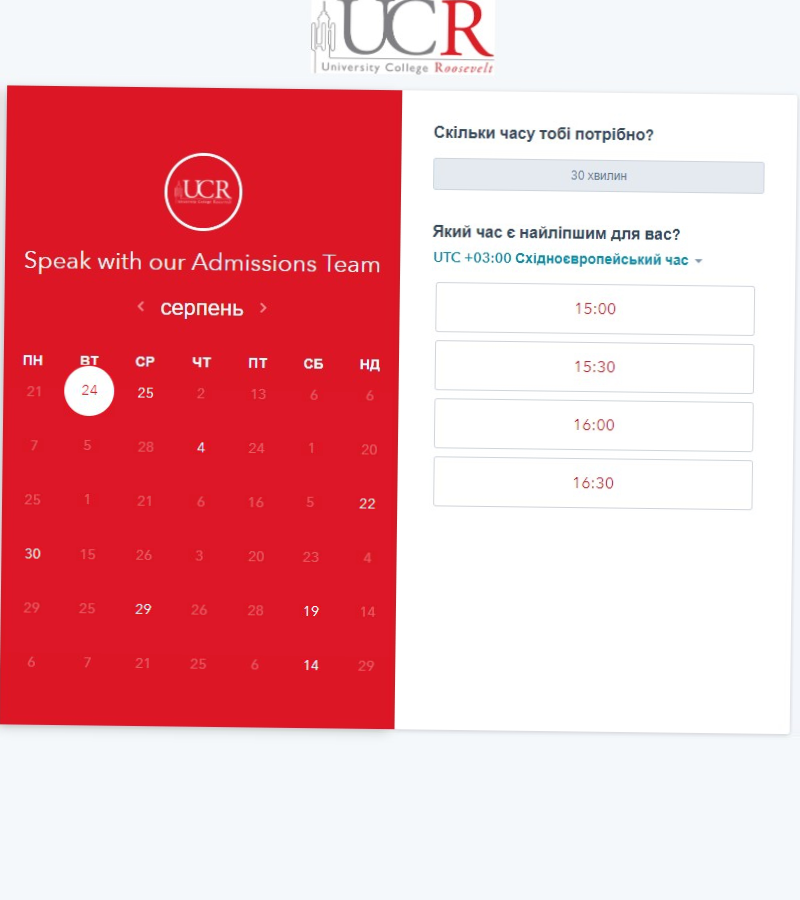 UCR
University College Roosevelt
UCR
Speak with our Admissions Team
серпень
ПН ВТ СР ЧТ ПТ СБ НД
21 24 25 2 13 6 6
7 5 28 4 24 1 20
25 1 21 6 16 5 22
30 15 26 3 20 23 4
29 25 29 26 28 19 14
6 7 21 25 6 14 29
Скільки часу тобі потрібно?
30 хвилин
Який час є найліпшим для вас?
UTC +03:00 Східноєвропейський час
15:00
15:30
16:00
16:30